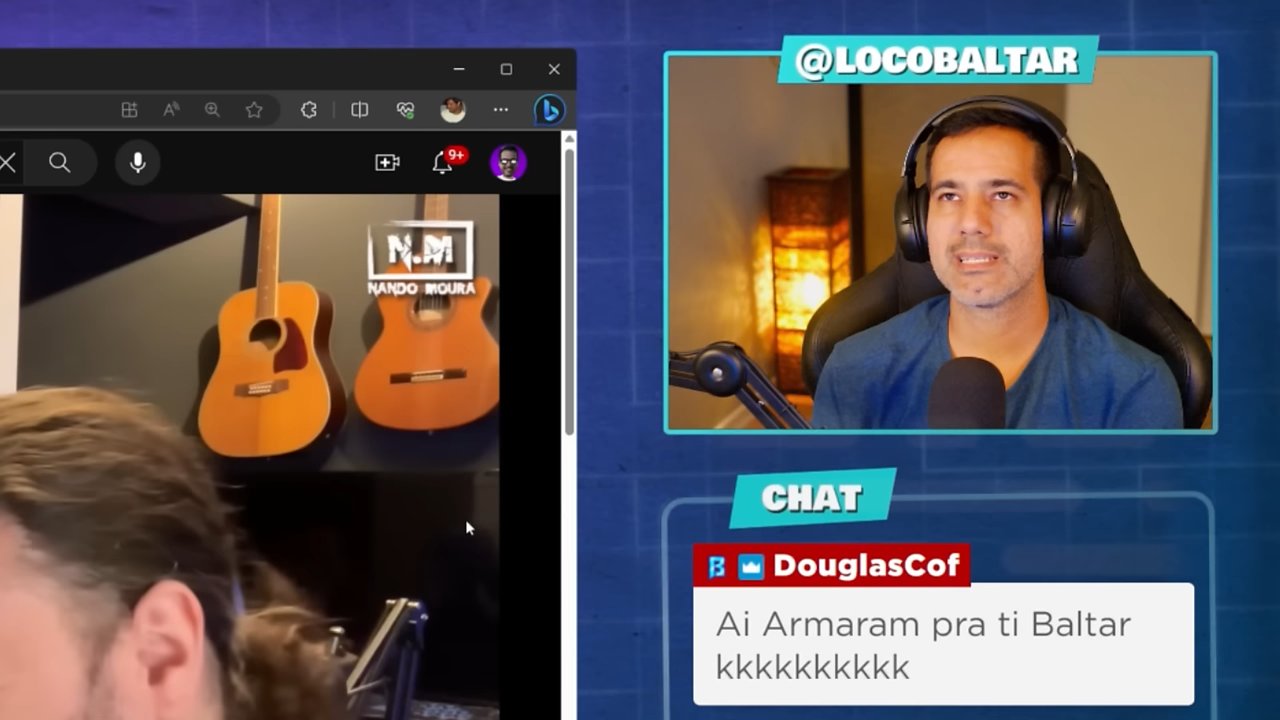 @LOCOBALTAR
9+
N.M
NANDO MOURA
CHAT
DouglasCof
Ai Armaram pra ti Baltar
kkkkkkkkkk